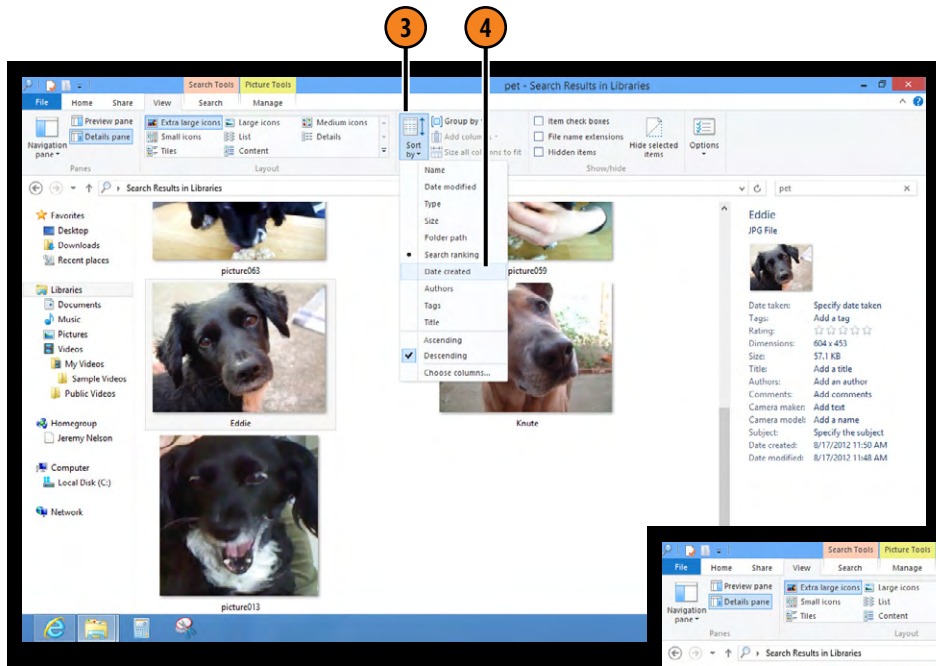 3 4
Search Tools Picture Tools pet - Search Results in Libraries
File Home Share View Search Manage
Preview pane Extra large icons Large icons Medium icons Group by
Details pane Small icons List Details Add columns
Navigation pane Tiles Content Sort by Size all columns to fit
Item check boxes
File name extensions
Hidden items
Hide selected items
Options
Panes Layout Show/hide
Search Results in Libraries pet
Favorites
Desktop
Downloads
Recent places
Libraries
Documents
Music
Pictures
Videos
My Videos
Sample Videos
Public Videos
Homegroup
Jeremy Nelson
Computer
Local Disk (C:)
Network
picture063
picture059
Eddie
Knute
picture013
Name
Date modified
Type
Size
Folder path
Search ranking
Date created
Authors
Tags
Title
Ascending
Descending
Choose columns...
Eddie
JPG File
Date taken: Specify date taken
Tags: Add a tag
Rating:
Dimensions: 604 x 453
Size: 57.1 KB
Title: Add a title
Authors: Add an author
Comments: Add comments
Camera maker: Add text
Camera model: Add a name
Subject: Specify the subject
Date created: 8/17/2012 11:50 AM
Date modified: 8/17/2012 11:48 AM
Search Tools Picture Tools
File Home Share View Search Manage
Preview pane Extra large icons Large icons
Details pane Small icons List
Navigation pane Tiles Content
Panes Layout
Search Results in Libraries